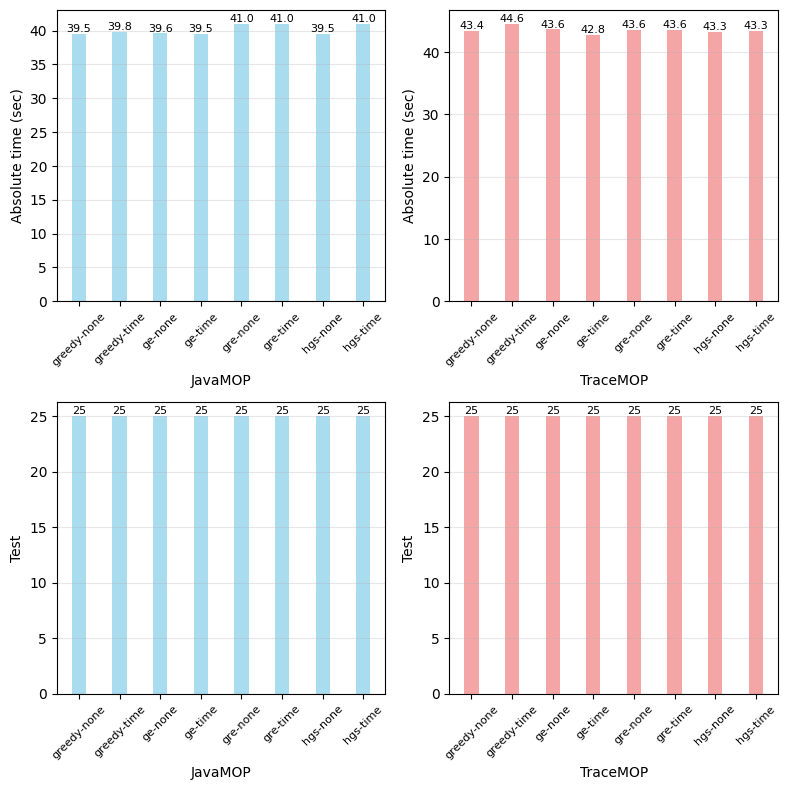 Absolute time (sec)
40
35
30
25
20
15
10
5
0
39.5 39.8 39.6 39.5 41.0 41.0 39.5 41.0
greedy-none greedy-time ge-none ge-time gre-none gre-time hgs-none hgs-time
JavaMOP
Absolute time (sec)
40
30
20
10
0
43.4 44.6 43.6 42.8 43.6 43.6 43.3 43.3
greedy-none greedy-time ge-none ge-time gre-none gre-time hgs-none hgs-time
TraceMOP
Test
25
20
15
10
5
0
25 25 25 25 25 25 25 25
greedy-none greedy-time ge-none ge-time gre-none gre-time hgs-none hgs-time
JavaMOP
Test
25
20
15
10
5
0
25 25 25 25 25 25 25 25
greedy-none greedy-time ge-none ge-time gre-none gre-time hgs-none hgs-time
TraceMOP